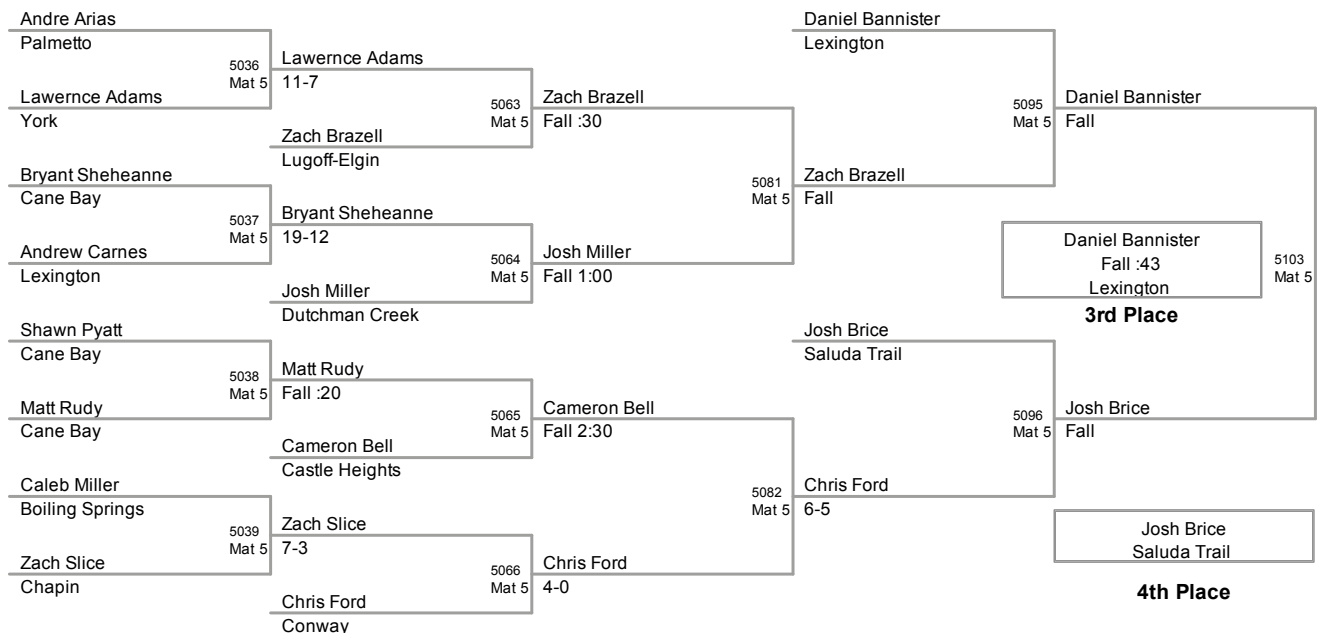 Andre Arias
Palmetto
5036
Mat 5
Lawernce Adams
York
Bryant Sheheanne
Cane Bay
5037
Mat 5
Andrew Carnes
Lexington
Shawn Pyatt
Cane Bay
5038
Mat 5
Matt Rudy
Cane Bay
Caleb Miller
Boiling Springs
5039
Mat 5
Zach Slice
Chapin
Lawernce Adams
11-7
5063
Mat 5
Zach Brazell
Lugoff-Elgin
Bryant Sheheanne
19-12
5064
Mat 5
Josh Miller
Dutchman Creek
Matt Rudy
Fall :20
5065
Mat 5
Cameron Bell
Castle Heights
Zach Slice
7-3
5066
Mat 5
Chris Ford
Conway
Zach Brazell
Fall :30
5081
Mat 5
Josh Miller
Fall 1:00
Cameron Bell
Fall 2:30
5082
Mat 5
Chris Ford
4-0
Daniel Bannister
Lexington
5095
Mat 5
Zach Brazell
Fall
Josh Brice
Saluda Trail
5096
Mat 5
Chris Ford
6-5
Daniel Bannister
Fall
Daniel Bannister
Fall :43
Lexington
5103
Mat 5
3rd Place
Josh Brice
Fall
Josh Brice
Saluda Trail
4th Place